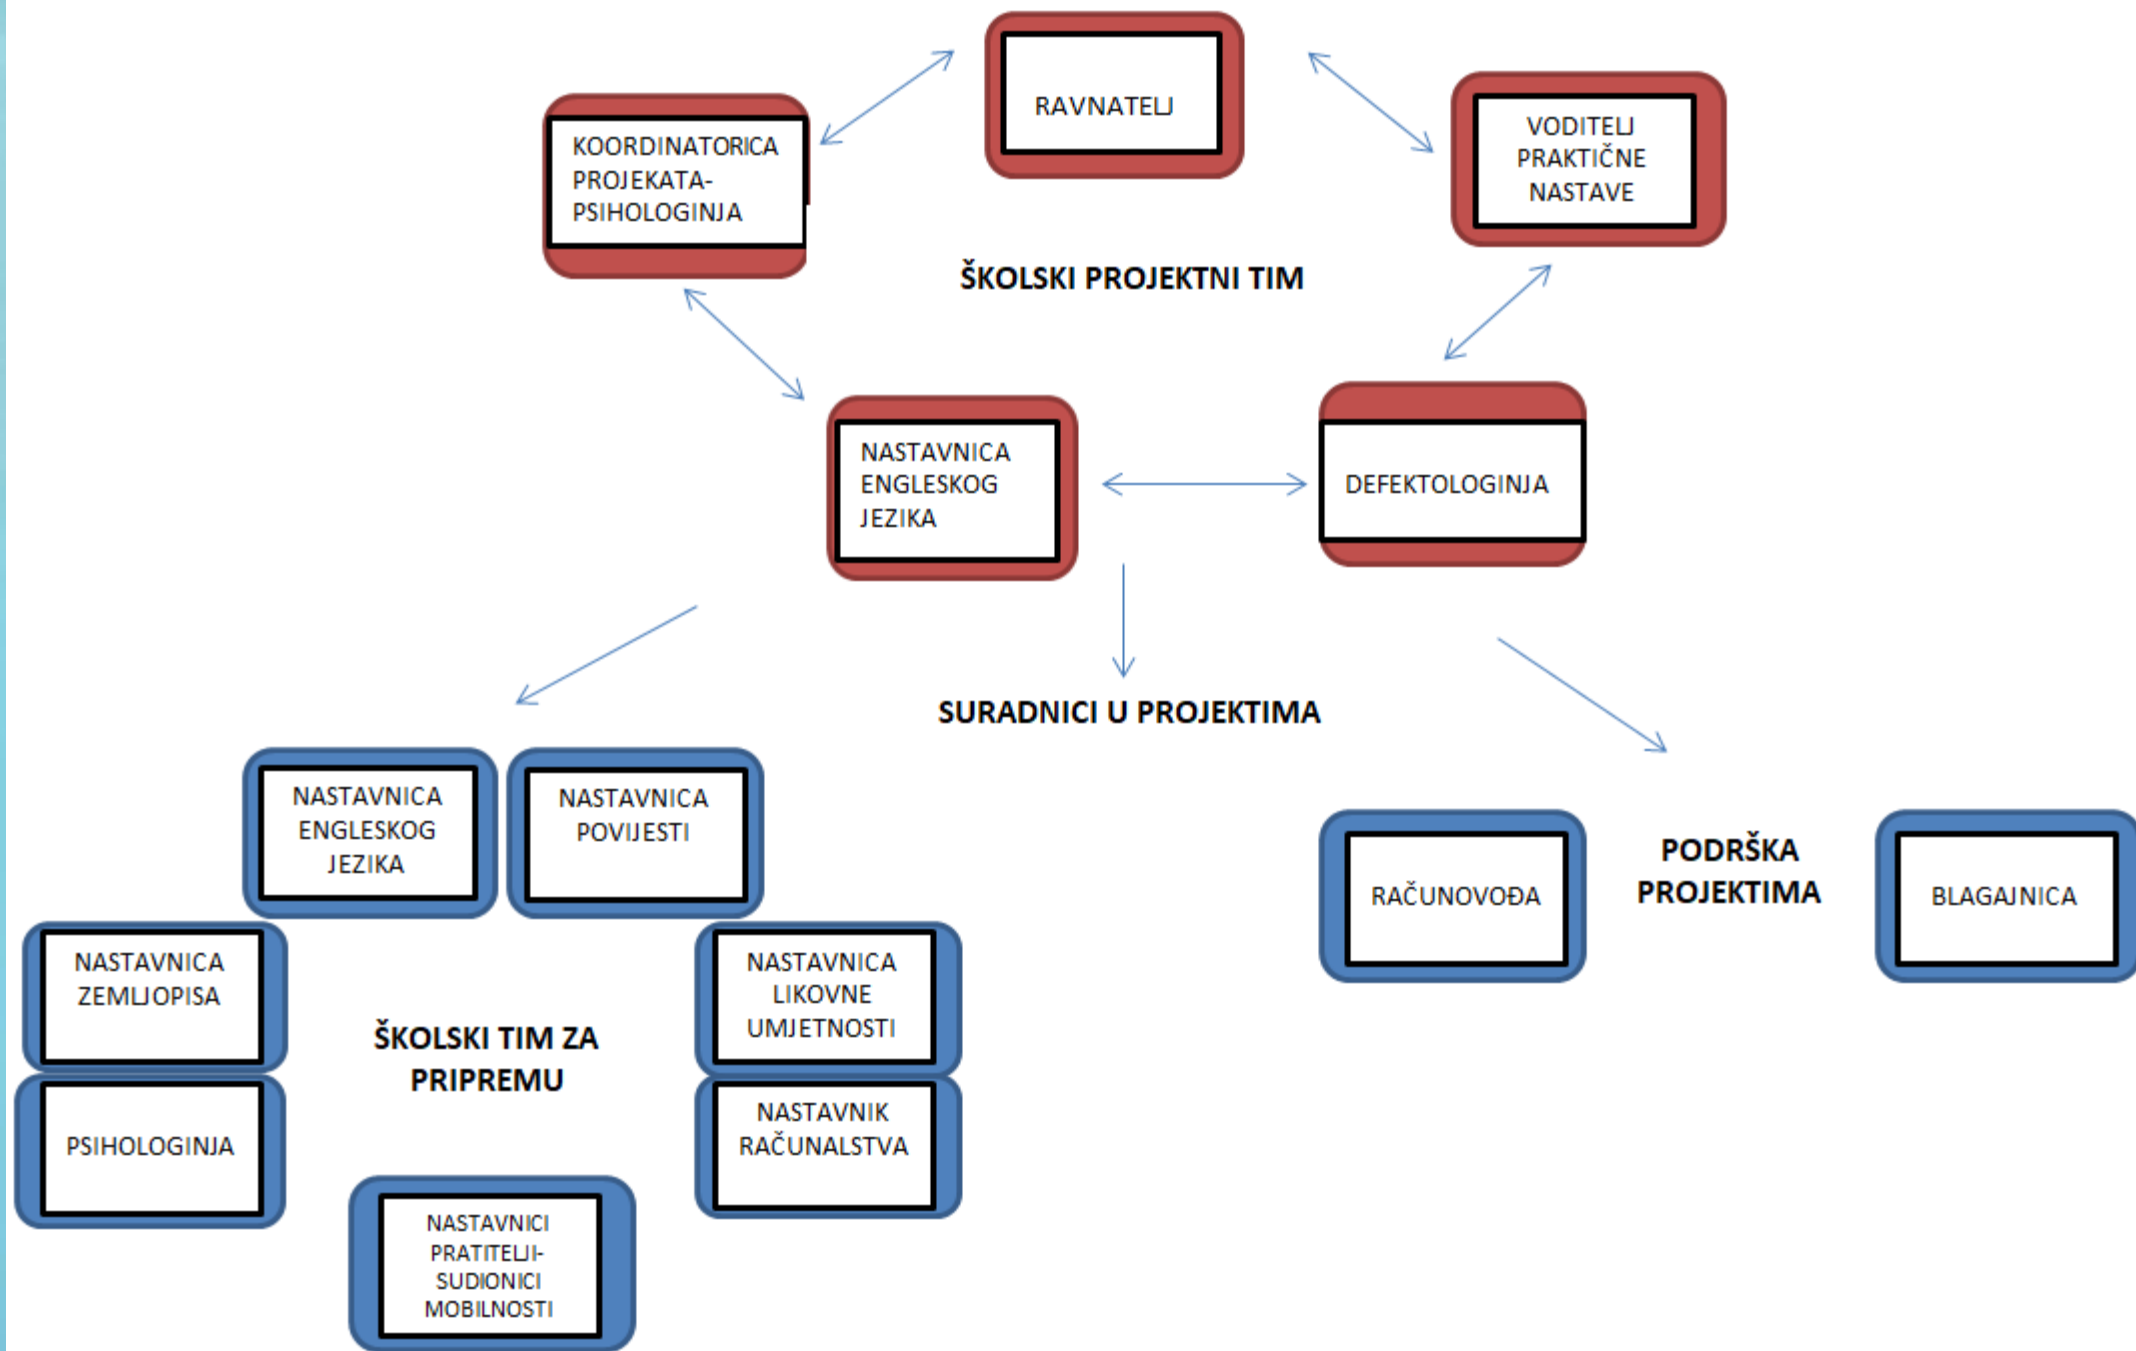 RAVNATELJ
KOORDINATORICA
PROJEKATA-
PSIHOLOGINJA
VODITELJ
PRAKTIČNE
NASTAVE
ŠKOLSKI PROJEKTNI TIM
NASTAVNICA
ENGLESKOG
JEZIKA
DEFEKTOLOGINJA
SURADNICI U PROJEKTIMA
NASTAVNICA
ENGLESKOG
JEZIKA
NASTAVNICA
POVIJESTI
NASTAVNICA
ZEMLJOPISA
NASTAVNICA
LIKOVNE
UMJETNOSTI
ŠKOLSKI TIM ZA
PRIPREMU
PSIHOLOGINJA
NASTAVNIK
RAČUNALSTVA
NASTAVNICI
PRATITELJI-
SUDIONICI
MOBILNOSTI
RAČUNOVOĐA
PODRŠKA
PROJEKTIMA
BLAGAJNICA